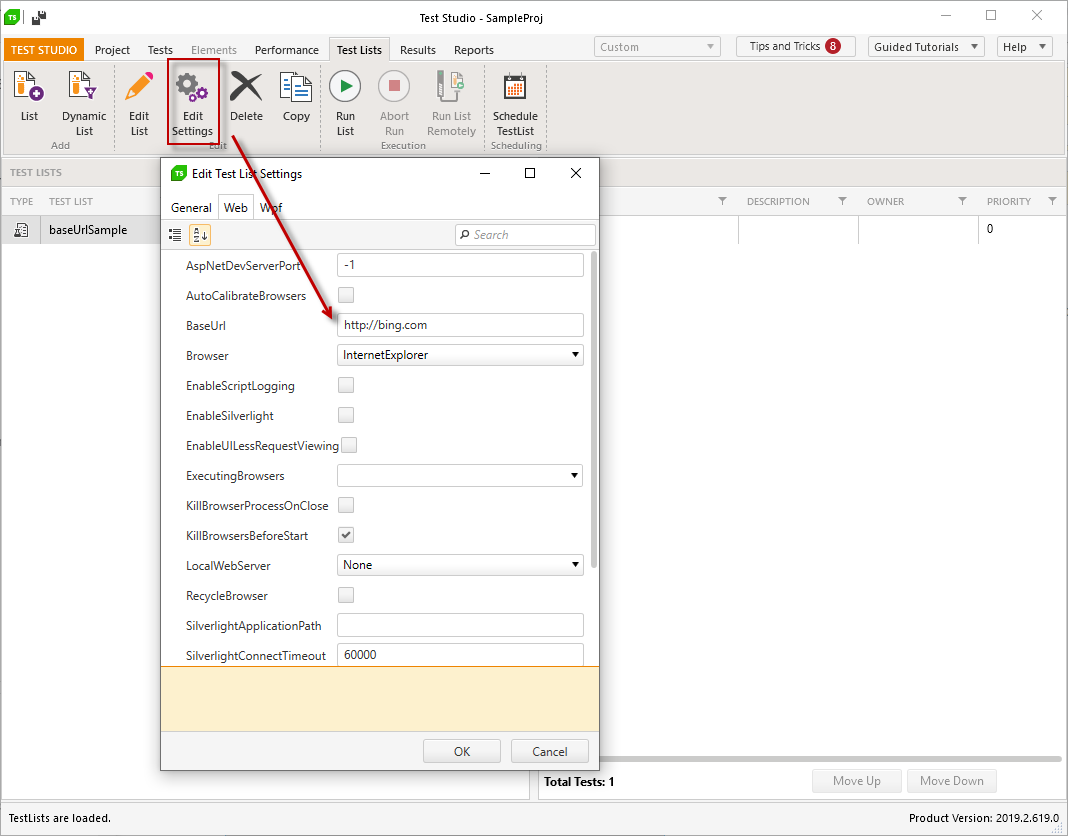 TS
Test Studio - SampleProj
TEST STUDIO Project Tests Elements Performance Test Lists Results Reports Custom Tips and Tricks 8 Guided Tutorials Help
List
Dynamic List
Add
Edit List
Edit Settings
Delete
Copy
Edit
Run List
Abort Run
Run List Remotely
Execution
Schedule TestList
Scheduling
TEST LISTS
TYPE TEST LIST DESCRIPTION OWNER PRIORITY
baseUrlSample 0
TS Edit Test List Settings
General Web Wpf
Search
AspNetDevServerPort -1
AutoCalibrateBrowsers
BaseUrl http://bing.com
Browser InternetExplorer
EnableScriptLogging
EnableSilverlight
EnableUILessRequestViewing
ExecutingBrowsers
KillBrowserProcessOnClose
KillBrowsersBeforeStart
LocalWebServer None
RecycleBrowser
SilverlightApplicationPath
SilverlightConnectTimeout 60000
OK Cancel
Total Tests: 1 Move Up Move Down
TestLists are loaded. Product Version: 2019.2.619.0